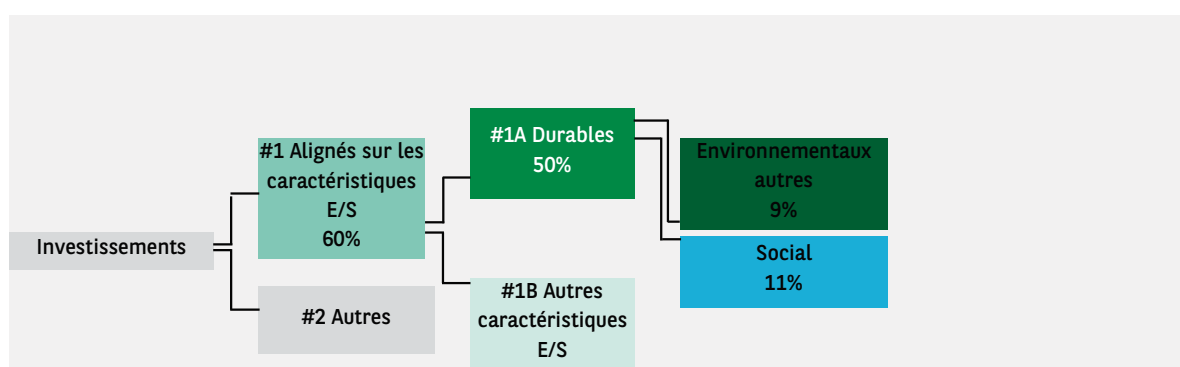 Investissements
#1 Alignés sur les
caractéristiques
E/S
60%
#2 Autres
#1A Durables
50%
#1B Autres
caractéristiques
E/S
Environnementaux
autres
9%
Social
11%